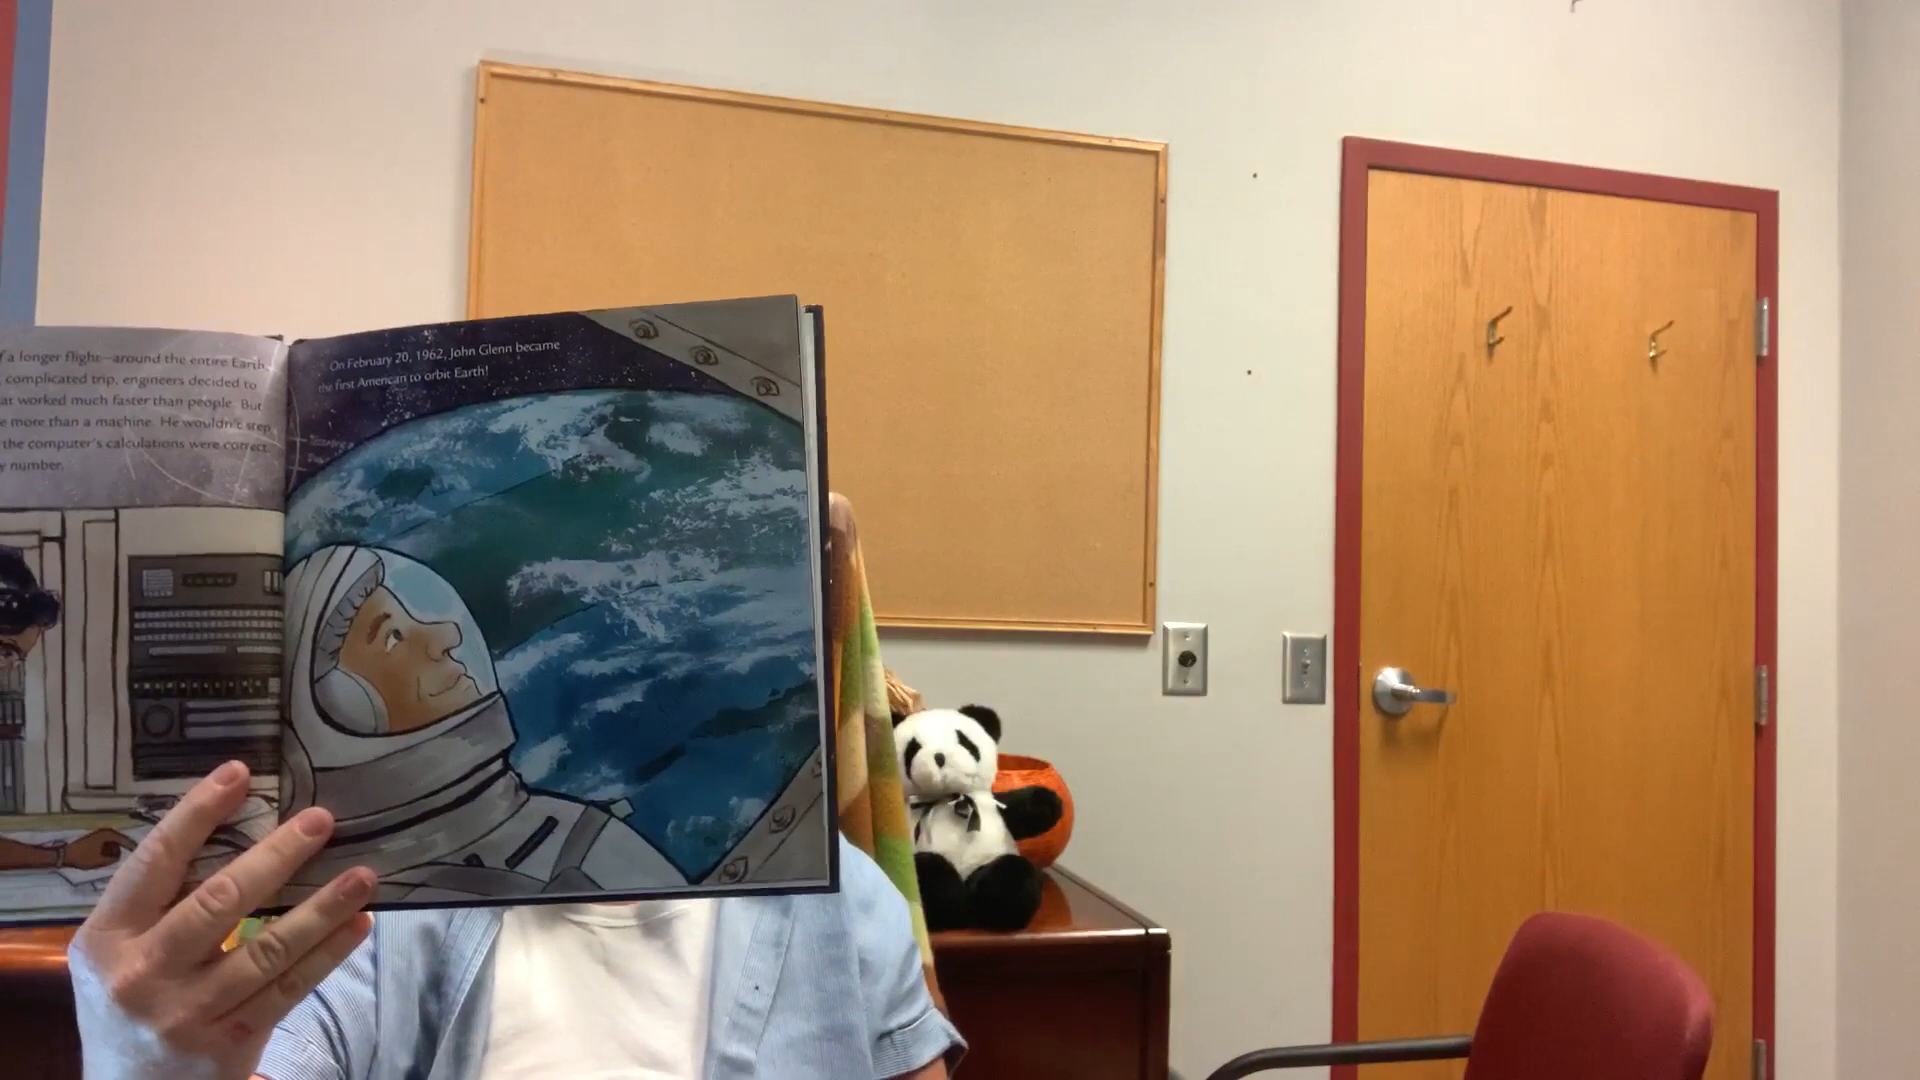 f a longer flight—around the entire Earth.
complicated trip, engineers decided to
at worked much faster than people. But
e more than a machine. He wouldn't step
the computer's calculations were correct.
y number.
On February 20, 1962, John Glenn became
the first American to orbit Earth!